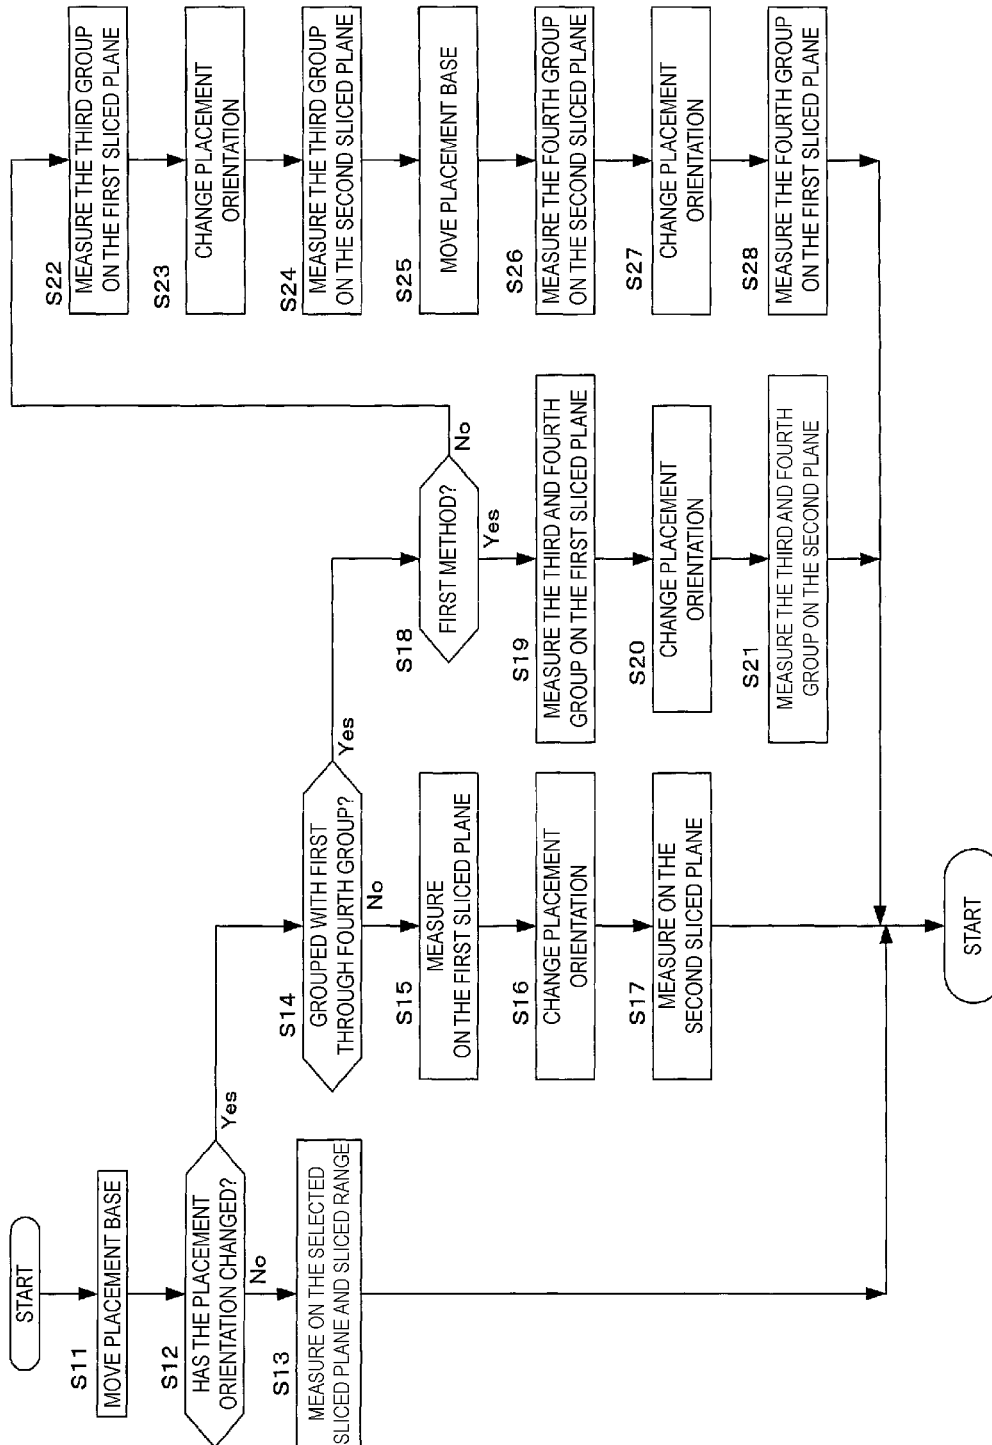 START
S11
MOVE PLACEMENT BASE
S12
HAS THE PLACEMENT
ORIENTATION CHANGED?
Yes
No
S13
MEASURE ON THE SELECTED
SLICED PLANE AND SLICED RANGE
S14
GROUPED WITH FIRST
THROUGH FOURTH GROUP?
Yes
No
S15
MEASURE
ON THE FIRST SLICED PLANE
S16
CHANGE PLACEMENT
ORIENTATION
S17
MEASURE ON THE
SECOND SLICED PLANE
S18
FIRST METHOD?
No
Yes
S19
MEASURE THE THIRD AND FOURTH
GROUP ON THE FIRST SLICED PLANE
S20
CHANGE PLACEMENT
ORIENTATION
S21
MEASURE THE THIRD AND FOURTH
GROUP ON THE SECOND PLANE
S22
MEASURE THE THIRD GROUP
ON THE FIRST SLICED PLANE
S23
CHANGE PLACEMENT
ORIENTATION
S24
MEASURE THE THIRD GROUP
ON THE SECOND SLICED PLANE
S25
MOVE PLACEMENT BASE
S26
MEASURE THE FOURTH GROUP
ON THE SECOND SLICED PLANE
S27
CHANGE PLACEMENT
ORIENTATION
S28
MEASURE THE FOURTH GROUP
ON THE FIRST SLICED PLANE
START